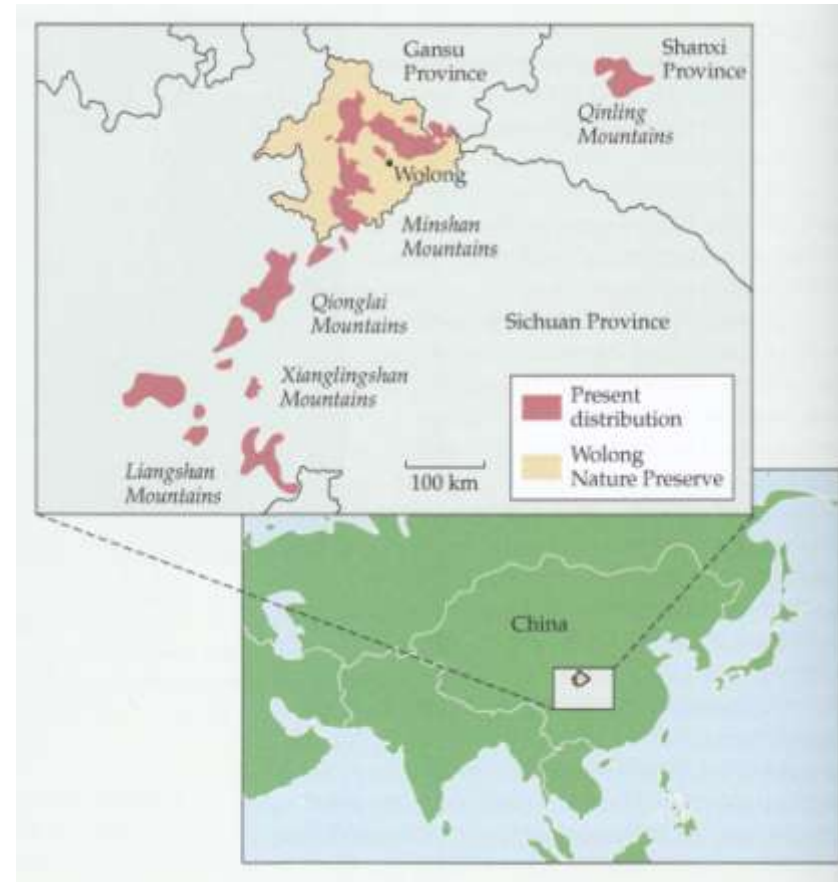 Gansu
Province
Shanxi
Province
Qinling
Mountains
Wolong
Minshan
Mountains
Qionglai
Mountains
Sichuan Province
Xianglingshan
Mountains
Present
distribution
Wolong
Nature Preserve
Liangshan
Mountains
100 km
China